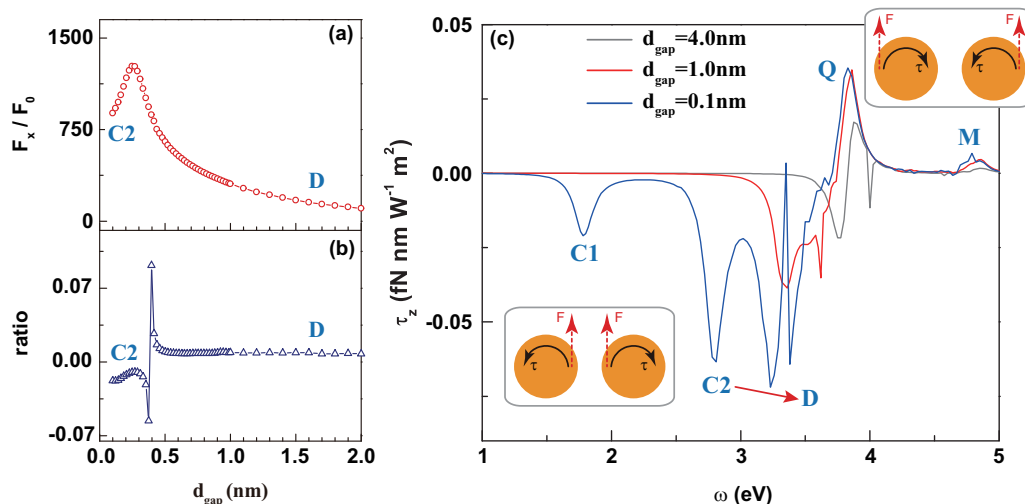 (a)
1500
750
0
F_x / F_0
C2
D
(b)
0.07
0.00
-0.07
ratio
C2
D
0.0 0.5 1.0 1.5 2.0
d_gap (nm)
(c)
d_gap=4.0nm
d_gap=1.0nm
d_gap=0.1nm
0.05
0.00
-0.05
τ_z (fN nm W⁻¹ m²)
Q
M
C1
C2
D
F F
τ τ
F F
τ τ
1 2 3 4 5
ω (eV)